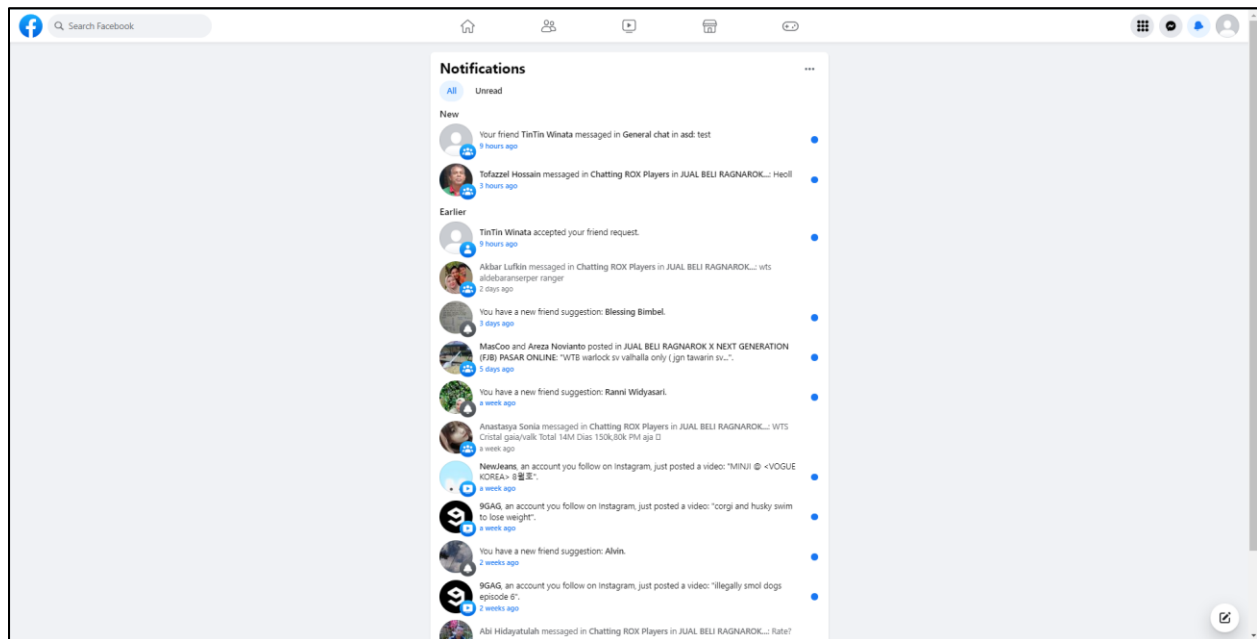 Search Facebook
Notifications
All
Unread
New
Your friend TinTin Winata messaged in General chat in asd: test
9 hours ago
Tofazzel Hossain messaged in Chatting ROX Players in JUAL BELI RAGNAROK...: Heoll
3 hours ago
Earlier
TinTin Winata accepted your friend request.
9 hours ago
Akbar Lufkin messaged in Chatting ROX Players in JUAL BELI RAGNAROK...: wts
aldebaranserper ranger
2 days ago
You have a new friend suggestion: Blessing Bimbel.
3 days ago
MasCoo and Areza Novianto posted in JUAL BELI RAGNAROK X NEXT GENERATION
(FJB) PASAR ONLINE: "WTB warlock sv valhalla only ( jgn tawarin sv...".
5 days ago
You have a new friend suggestion: Ranni Widyasari.
a week ago
Anastasya Sonia messaged in Chatting ROX Players in JUAL BELI RAGNAROK...: WTS
Cristal gaia/valk Total 14M Dias 150k,80k PM aja
a week ago
NewJeans, an account you follow on Instagram, just posted a video: "MINJI @ <VOGUE
KOREA> 8월호".
a week ago
9GAG, an account you follow on Instagram, just posted a video: "corgi and husky swim
to lose weight".
a week ago
You have a new friend suggestion: Alvin.
2 weeks ago
9GAG, an account you follow on Instagram, just posted a video: "illegally smol dogs
episode 6".
2 weeks ago
Abi Hidayatulah messaged in Chatting ROX Players in JUAL BELI RAGNAROK...: Rate?